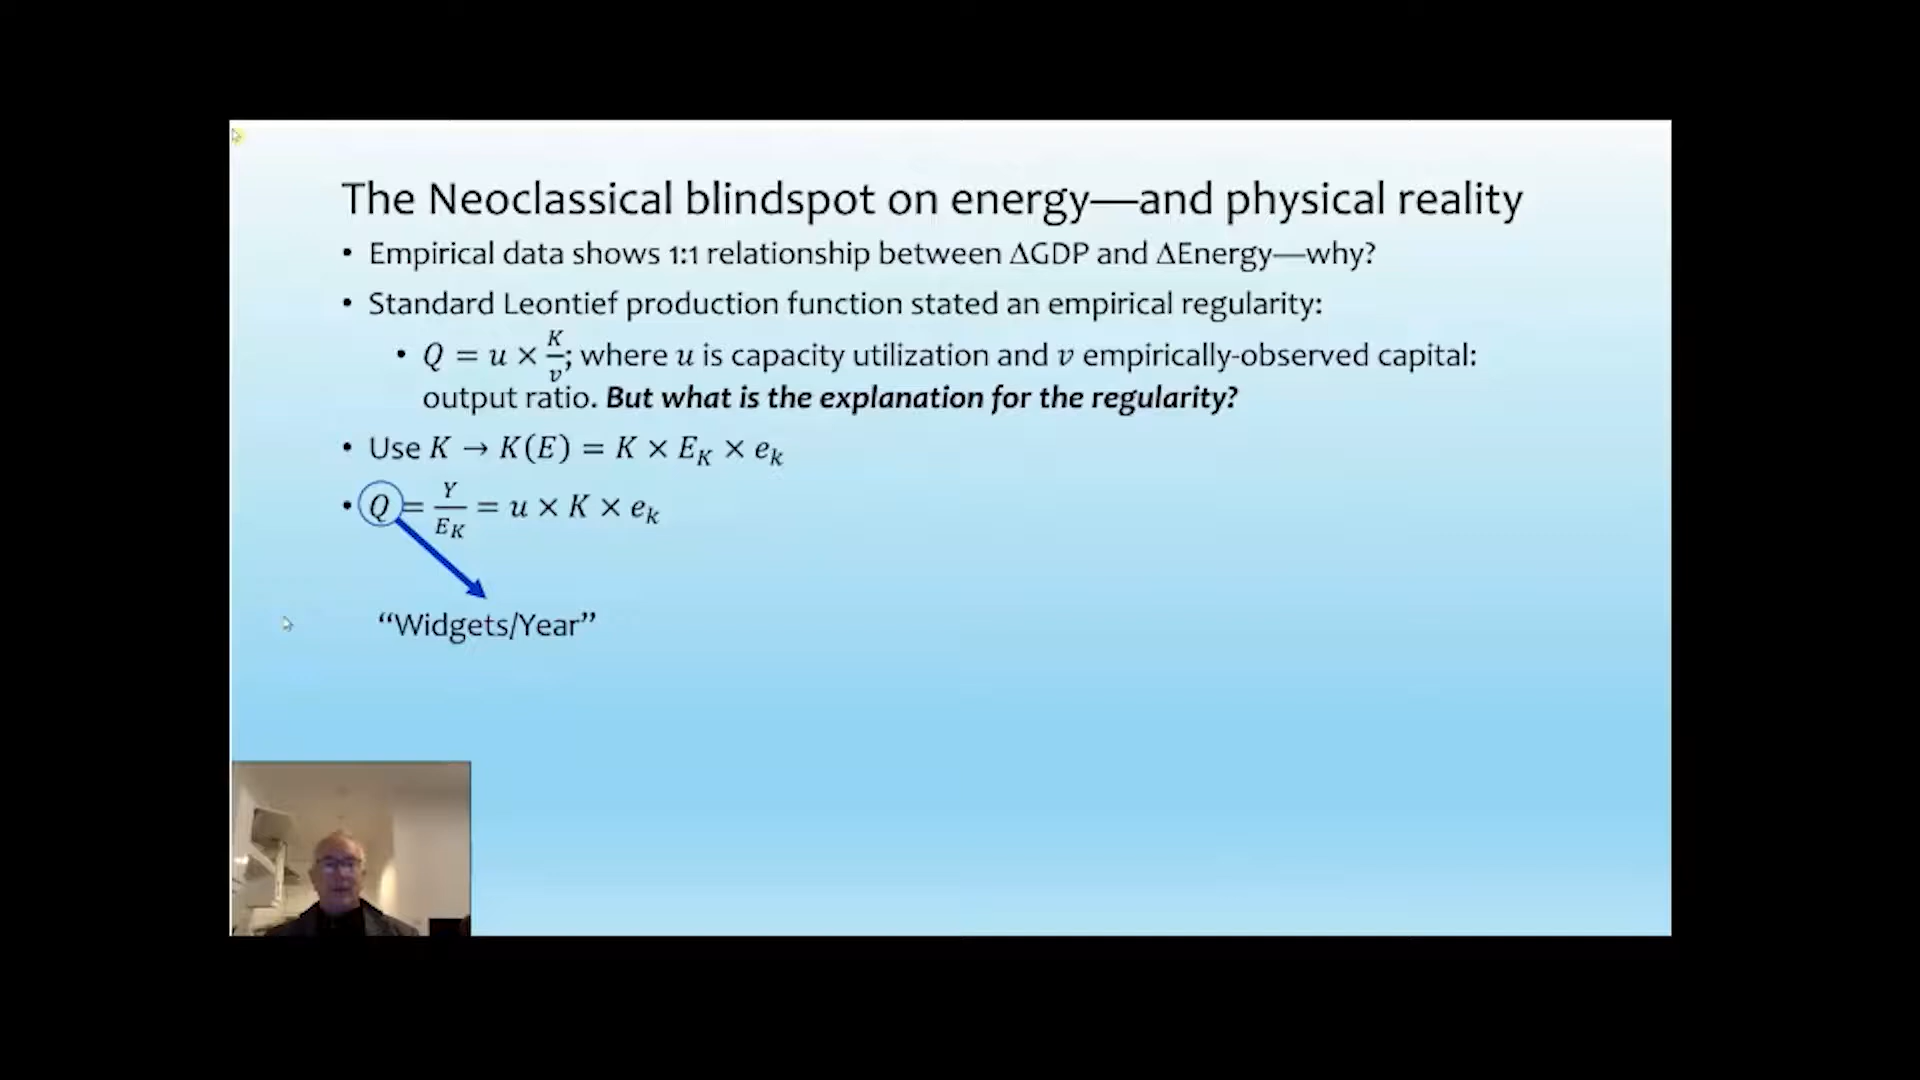 The Neoclassical blindspot on energy—and physical reality
• Empirical data shows 1:1 relationship between ΔGDP and ΔEnergy—why?
• Standard Leontief production function stated an empirical regularity:
• Q = u × K/v; where u is capacity utilization and v empirically-observed capital:
output ratio. But what is the explanation for the regularity?
• Use K → K(E) = K × E_K × e_k
• Q = Y/E_K = u × K × e_k
“Widgets/Year”